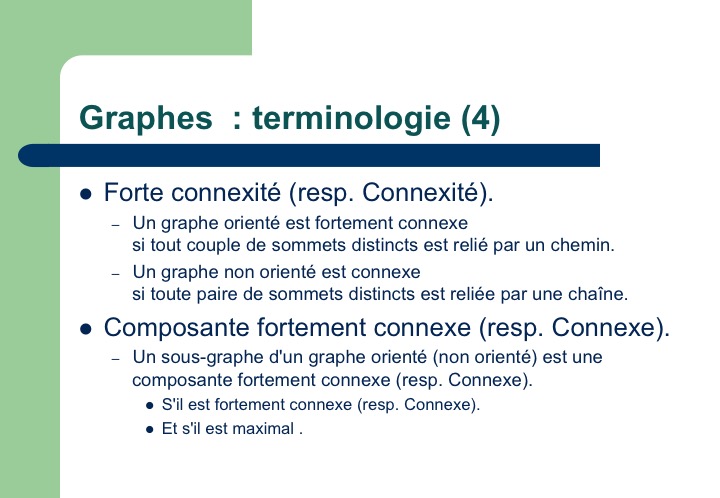 Graphes : terminologie (4)
● Forte connexité (resp. Connexité).
– Un graphe orienté est fortement connexe
si tout couple de sommets distincts est relié par un chemin.
– Un graphe non orienté est connexe
si toute paire de sommets distincts est reliée par une chaîne.
● Composante fortement connexe (resp. Connexe).
– Un sous-graphe d'un graphe orienté (non orienté) est une
composante fortement connexe (resp. Connexe).
● S'il est fortement connexe (resp. Connexe).
● Et s'il est maximal .